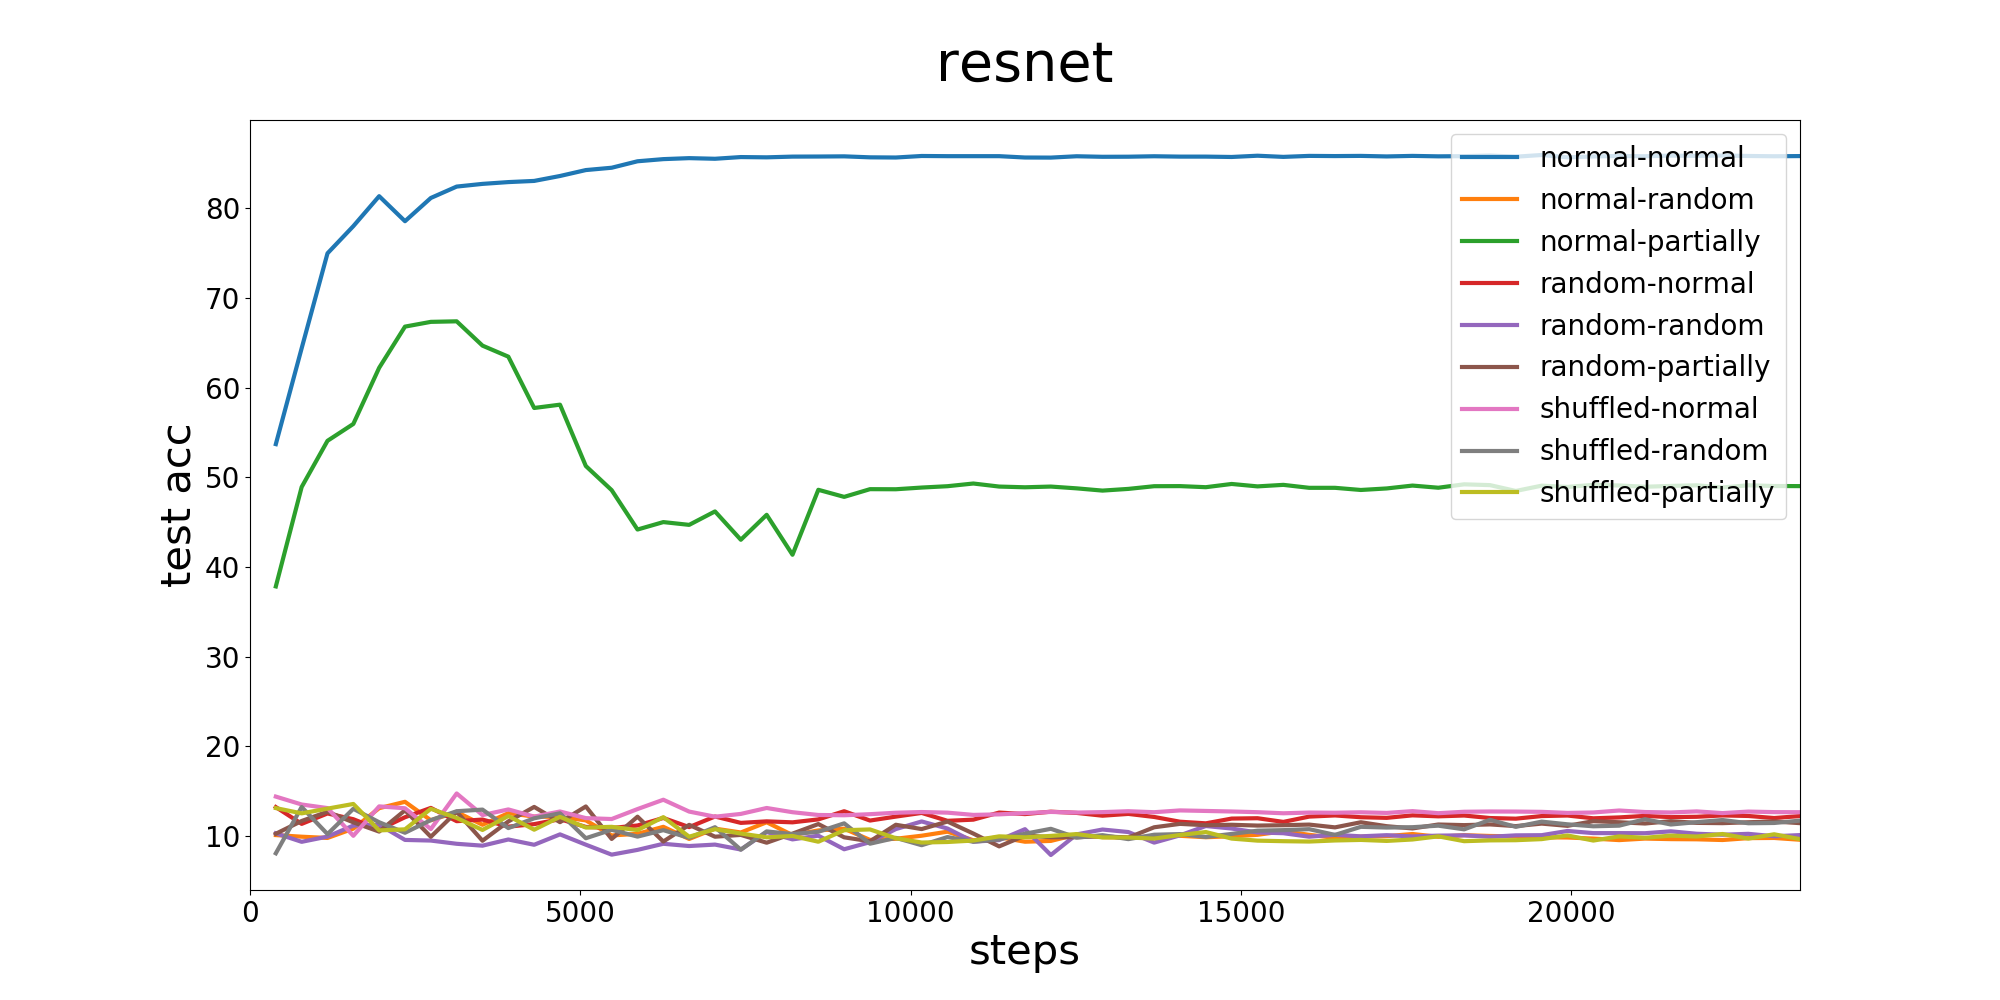 resnet
test acc
80
70
60
50
40
30
20
10
0
5000
10000
15000
20000
steps
normal-normal
normal-random
normal-partially
random-normal
random-random
random-partially
shuffled-normal
shuffled-random
shuffled-partially